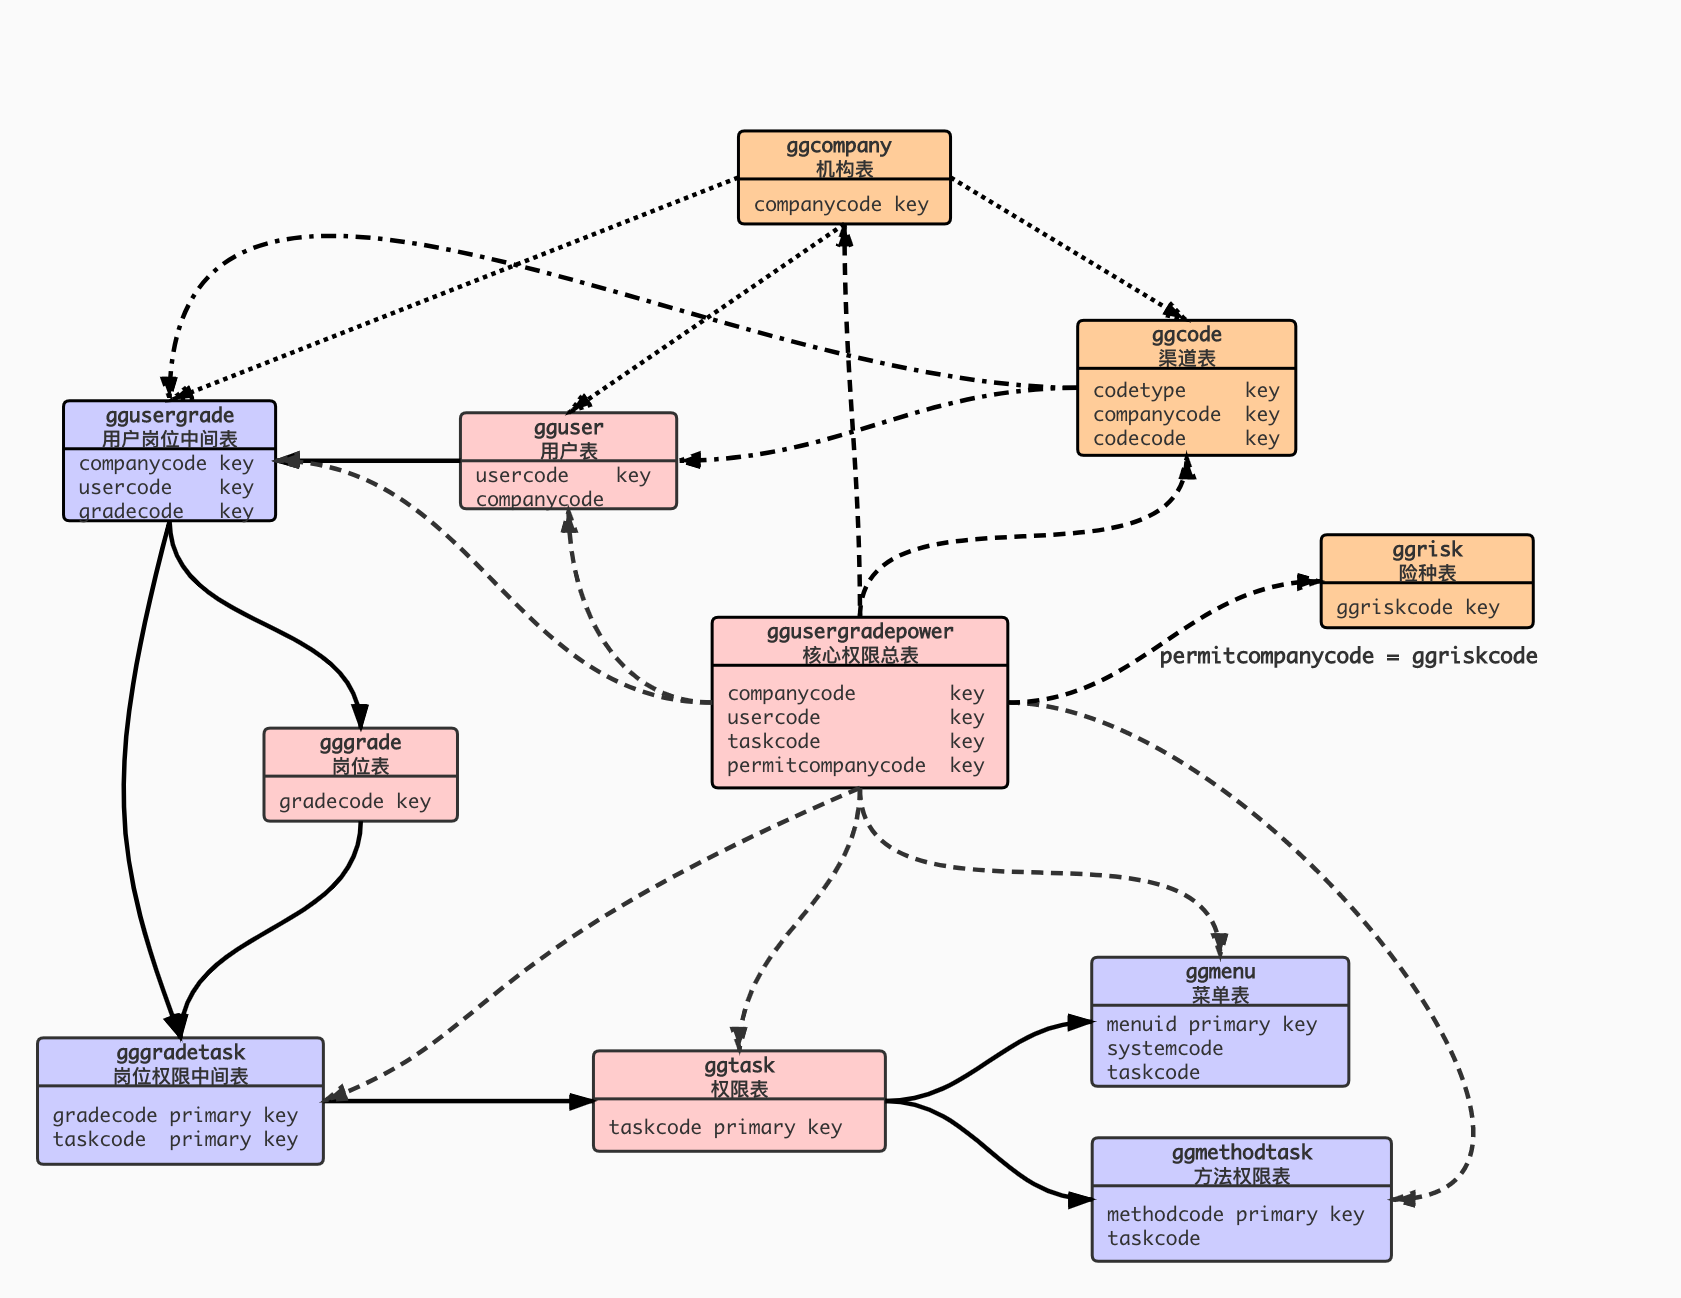 ggcompany
机构表
companycode key
ggcode
渠道表
codetype key
companycode key
codecode key
ggusergrade
用户岗位中间表
companycode key
usercode key
gradecode key
gguser
用户表
usercode key
companycode
ggrisk
险种表
ggriskcode key
permitcompanycode = ggriskcode
ggusergradepower
核心权限总表
companycode key
usercode key
taskcode key
permitcompanycode key
gggrade
岗位表
gradecode key
ggmenu
菜单表
menuid primary key
systemcode
taskcode
gggradetask
岗位权限中间表
gradecode primary key
taskcode primary key
ggtask
权限表
taskcode primary key
ggmethodtask
方法权限表
methodcode primary key
taskcode